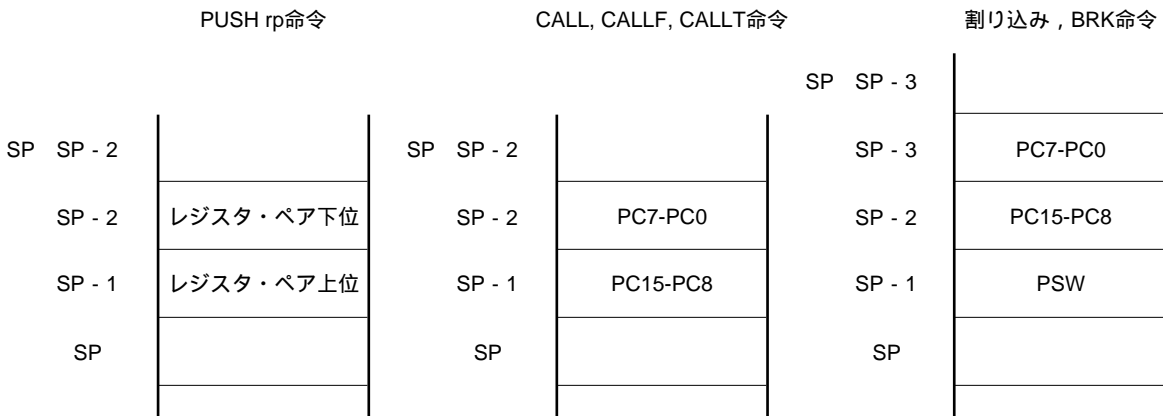 PUSH rp命令
CALL, CALLF, CALLT命令
割り込み , BRK命令
SP SP - 3
SP SP - 2
SP SP - 2
SP - 3 PC7-PC0
SP - 2 レジスタ・ペア下位
SP - 2 PC7-PC0
SP - 2 PC15-PC8
SP - 1 レジスタ・ペア上位
SP - 1 PC15-PC8
SP - 1 PSW
SP
SP
SP